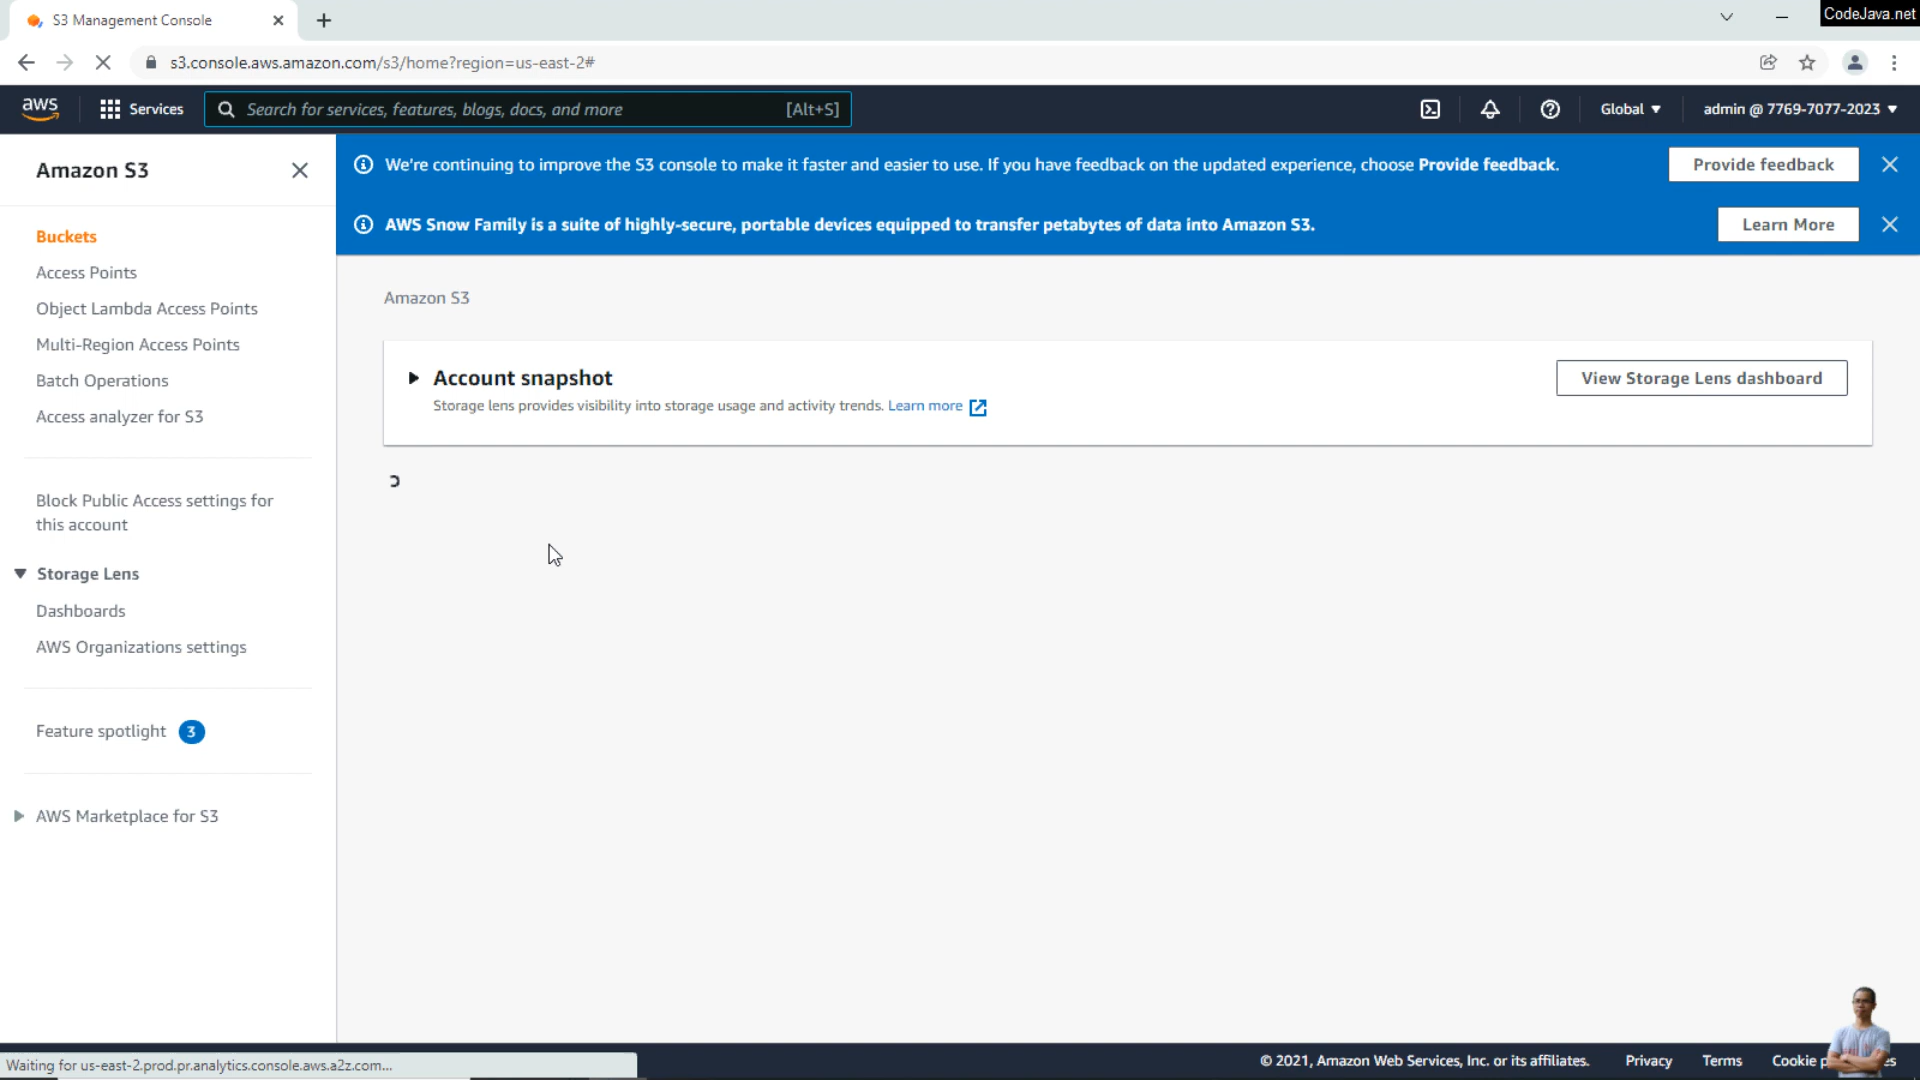 S3 Management Console
CodeJava.net
s3.console.aws.amazon.com/s3/home?region=us-east-2#
aws
Services
Search for services, features, blogs, docs, and more
[Alt+S]
Global
admin @ 7769-7077-2023
Amazon S3
We're continuing to improve the S3 console to make it faster and easier to use. If you have feedback on the updated experience, choose Provide feedback.
Provide feedback
AWS Snow Family is a suite of highly-secure, portable devices equipped to transfer petabytes of data into Amazon S3.
Learn More
Buckets
Access Points
Object Lambda Access Points
Multi-Region Access Points
Batch Operations
Access analyzer for S3
Block Public Access settings for
this account
Storage Lens
Dashboards
AWS Organizations settings
Feature spotlight 3
AWS Marketplace for S3
Amazon S3
Account snapshot
Storage lens provides visibility into storage usage and activity trends. Learn more
View Storage Lens dashboard
Waiting for us-east-2.prod.pr.analytics.console.aws.a2z.com...
© 2021, Amazon Web Services, Inc. or its affiliates.
Privacy
Terms
Cookie